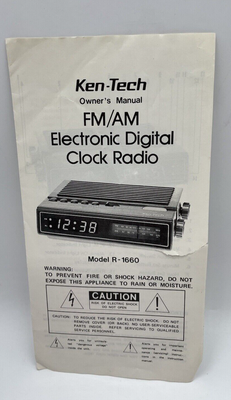 Ken-Tech
Owner's Manual
FM/AM
Electronic Digital
Clock Radio
12:38
Model R-1660
WARNING:
TO PREVENT FIRE OR SHOCK HAZARD, DO NOT
EXPOSE THIS APPLIANCE TO RAIN OR MOISTURE.
CAUTION
RISK OF ELECTRIC SHOCK
DO NOT OPEN
CAUTION: TO REDUCE THE RISK OF ELECTRIC SHOCK, DO NOT
REMOVE COVER
NO USER-SERVICEABLE
PARTS INSIDE. REFER SERVICING TO QUALIFIED
SERVICE PERSONNEL.